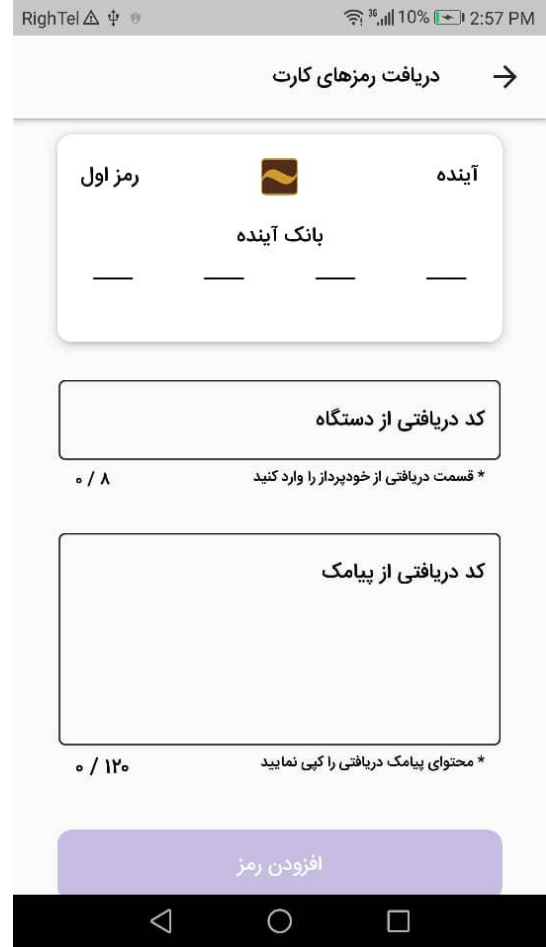 RighTel 3G 10% 2:57 PM
دریافت رمزهای کارت
آینده
رمز اول
بانک آینده
کد دریافتی از دستگاه
* قسمت دریافتی از خودپرداز را وارد کنید
۰ / ۸
کد دریافتی از پیامک
* محتوای پیامک دریافتی را کپی نمایید
۰ / ۱۲۰
افزودن رمز